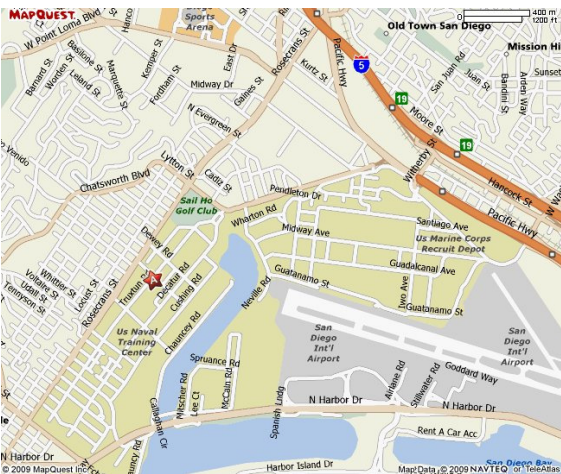 MAPQUEST
400 m
1200 ft
W Point Loma Blvd
Sports
Arena
Old Town San Diego
Mission Hi
Barnard St
Worden St
Basilone St
Leland St
Marquette St
Kemper St
Fordham St
East Dr
Hancoc
Rosecrans St
Kurtz St
Pacific Hwy
5
San Juan Rd
Juan St
Sunset
Arden Way
Bandini St
Midway Dr
Gaines St
N Evergreen St
19
Moore St
19
Witherby St
Hancock St
Pacific Hwy
W Wa
o Venido
Lytton St
Cadiz St
Chatsworth Blvd
Pendleton Dr
Sail Ho
Golf Club
Wharton Rd
Midway Ave
Santiago Ave
Us Marine Corps
Recruit Depot
Guadalcanal Ave
Guatanamo St
Iwo Ave
Guatanamo St
Dewey Rd
Truxtun Rd
Decatur Rd
Cushing Rd
Neville Rd
Whittier St
Voltaire St
Udall St
Tennyson St
Locust St
Rosecrans St
Us Naval
Training
Center
Chauncey Rd
Spruance Rd
Mitscher Rd
Lee Ct
McCain Rd
Spanish Lndg
San
Diego
Int'l
Airport
San
Diego
Int'l
Airport
Goddard Way
Airlane Rd
Stillwater Rd
N Harbor Dr
N Harbor Dr
Rent A Car Acc
Callaghan Cir
auncy Rd
le
N Harbor Dr
Harbor Island Dr
San Diego Bay
© 2009 MapQuest Inc
Map Data © 2009 NAVTEQ or TeleAtlas